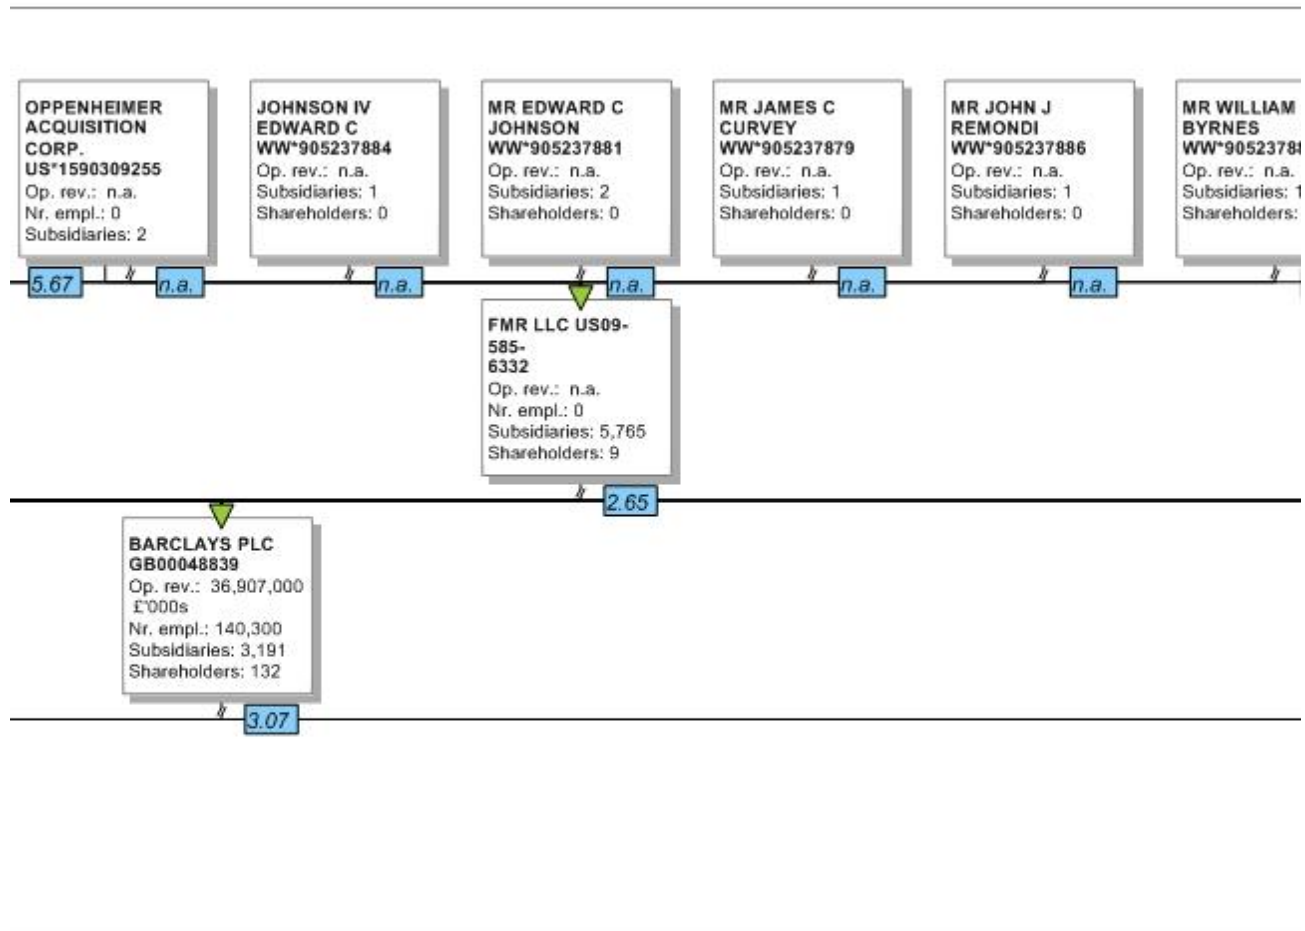 OPPENHEIMER
ACQUISITION
CORP.
US*1590309255
Op. rev.: n.a.
Nr. empl.: 0
Subsidiaries: 2
JOHNSON IV
EDWARD C
WW*905237884
Op. rev.: n.a.
Subsidiaries: 1
Shareholders: 0
MR EDWARD C
JOHNSON
WW*905237881
Op. rev.: n.a.
Subsidiaries: 2
Shareholders: 0
MR JAMES C
CURVEY
WW*905237879
Op. rev.: n.a.
Subsidiaries: 1
Shareholders: 0
MR JOHN J
REMONDI
WW*905237886
Op. rev.: n.a.
Subsidiaries: 1
Shareholders: 0
MR WILLIAM
BYRNES
Op. rev.: n.a.
Subsidiaries:
Shareholders:
5.67
n.a.
n.a.
n.a.
n.a.
n.a.
FMR LLC US09-
585-
6332
Op. rev.: n.a.
Nr. empl.: 0
Subsidiaries: 5,765
Shareholders: 9
2.65
BARCLAYS PLC
GB00048839
Op. rev.: 36,907,000
£'000s
Nr. empl.: 140,300
Subsidiaries: 3,191
Shareholders: 132
3.07